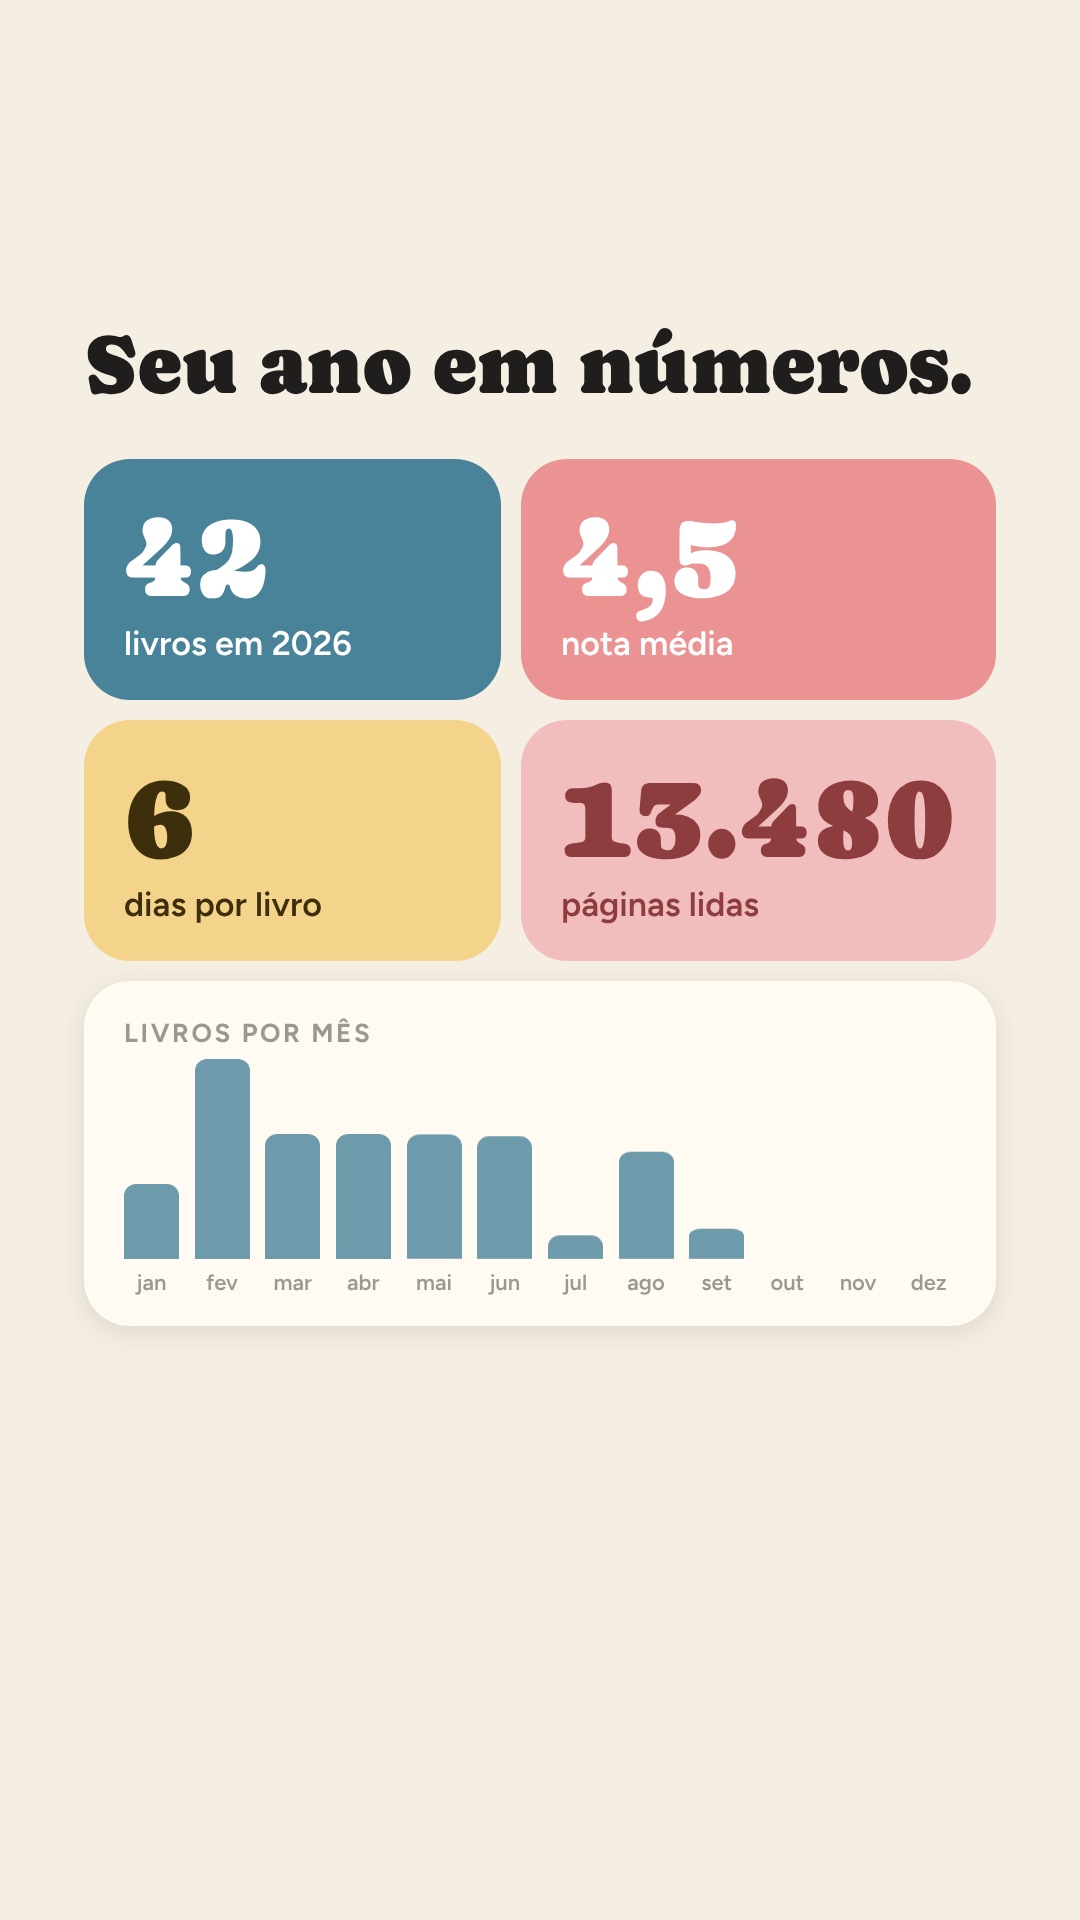 Seu ano em números.
42
livros em 2026
4,5
nota média
6
dias por livro
13.480
páginas lidas
LIVROS POR MÊS
jan fev mar abr mai jun jul ago set out nov dez